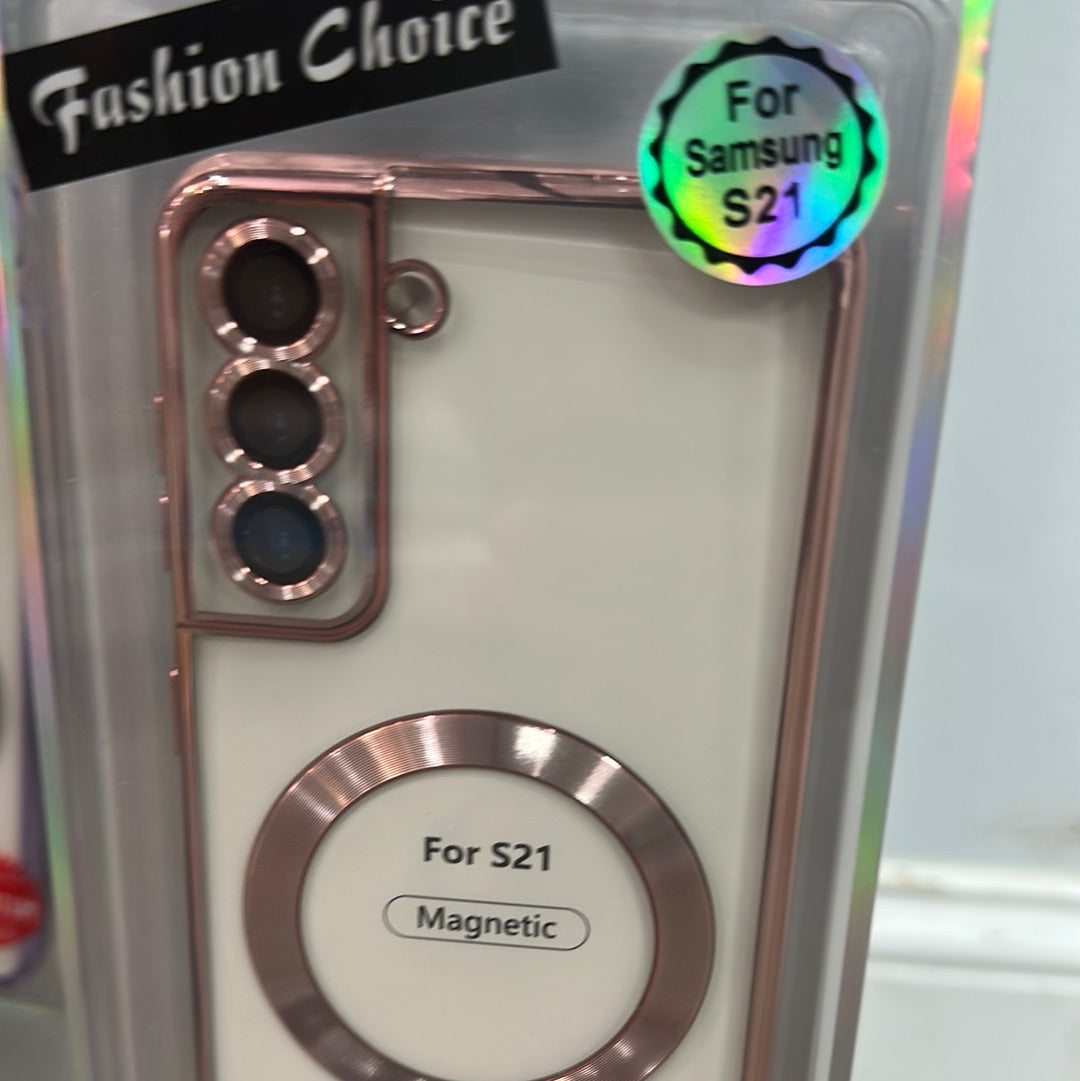 Fashion Choice
For
Samsung
S21
For S21
Magnetic